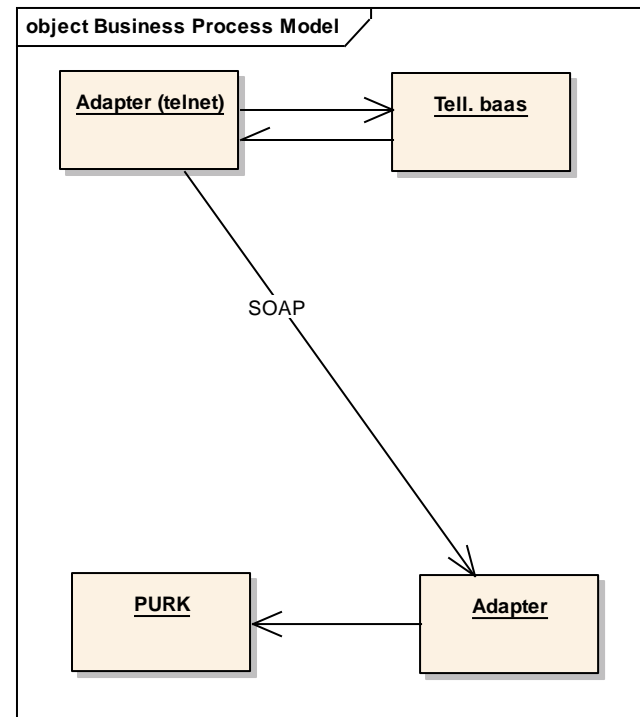 object Business Process Model
Adapter (telnet)
Tell. baas
SOAP
PURK
Adapter